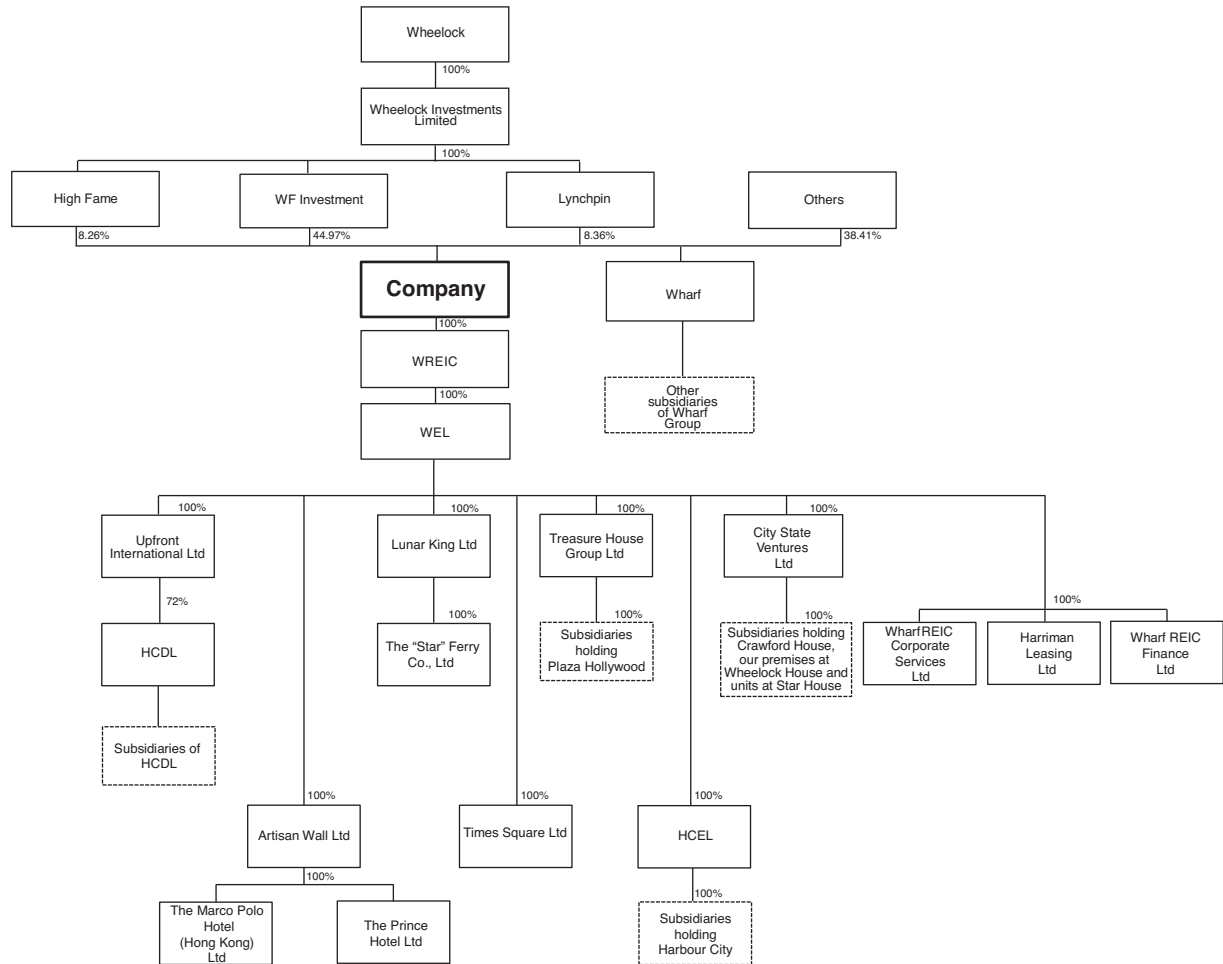 Wheelock
100%
Wheelock Investments
Limited
100%
High Fame
WF Investment
Lynchpin
Others
8.26%
44.97%
8.36%
38.41%
Company
Wharf
100%
WREIC
100%
Other
subsidiaries
of Wharf
Group
WEL
100%
100%
100%
100%
Upfront
International Ltd
Lunar King Ltd
Treasure House
Group Ltd
City State
Ventures
Ltd
72%
100%
100%
100%
100%
HCDL
The “Star” Ferry
Co., Ltd
Subsidiaries
holding
Plaza Hollywood
Subsidiaries holding
Crawford House,
our premises at
Wheelock House and
units at Star House
WharfREIC
Corporate
Services
Ltd
Harriman
Leasing
Ltd
Wharf REIC
Finance
Ltd
Subsidiaries of
HCDL
100%
100%
100%
Artisan Wall Ltd
Times Square Ltd
HCEL
100%
100%
The Marco Polo
Hotel
(Hong Kong)
Ltd
The Prince
Hotel Ltd
Subsidiaries
holding
Harbour City